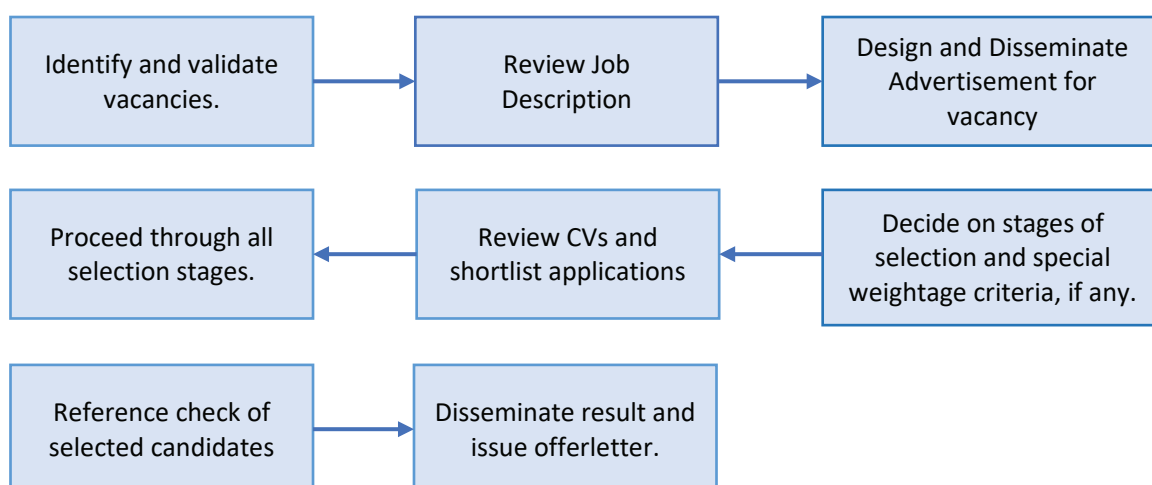 Identify and validate
vacancies.
Review Job
Description
Design and Disseminate
Advertisement for
vacancy
Decide on stages of
selection and special
weightage criteria, if any.
Review CVs and
shortlist applications
Proceed through all
selection stages.
Reference check of
selected candidates
Disseminate result and
issue offerletter.